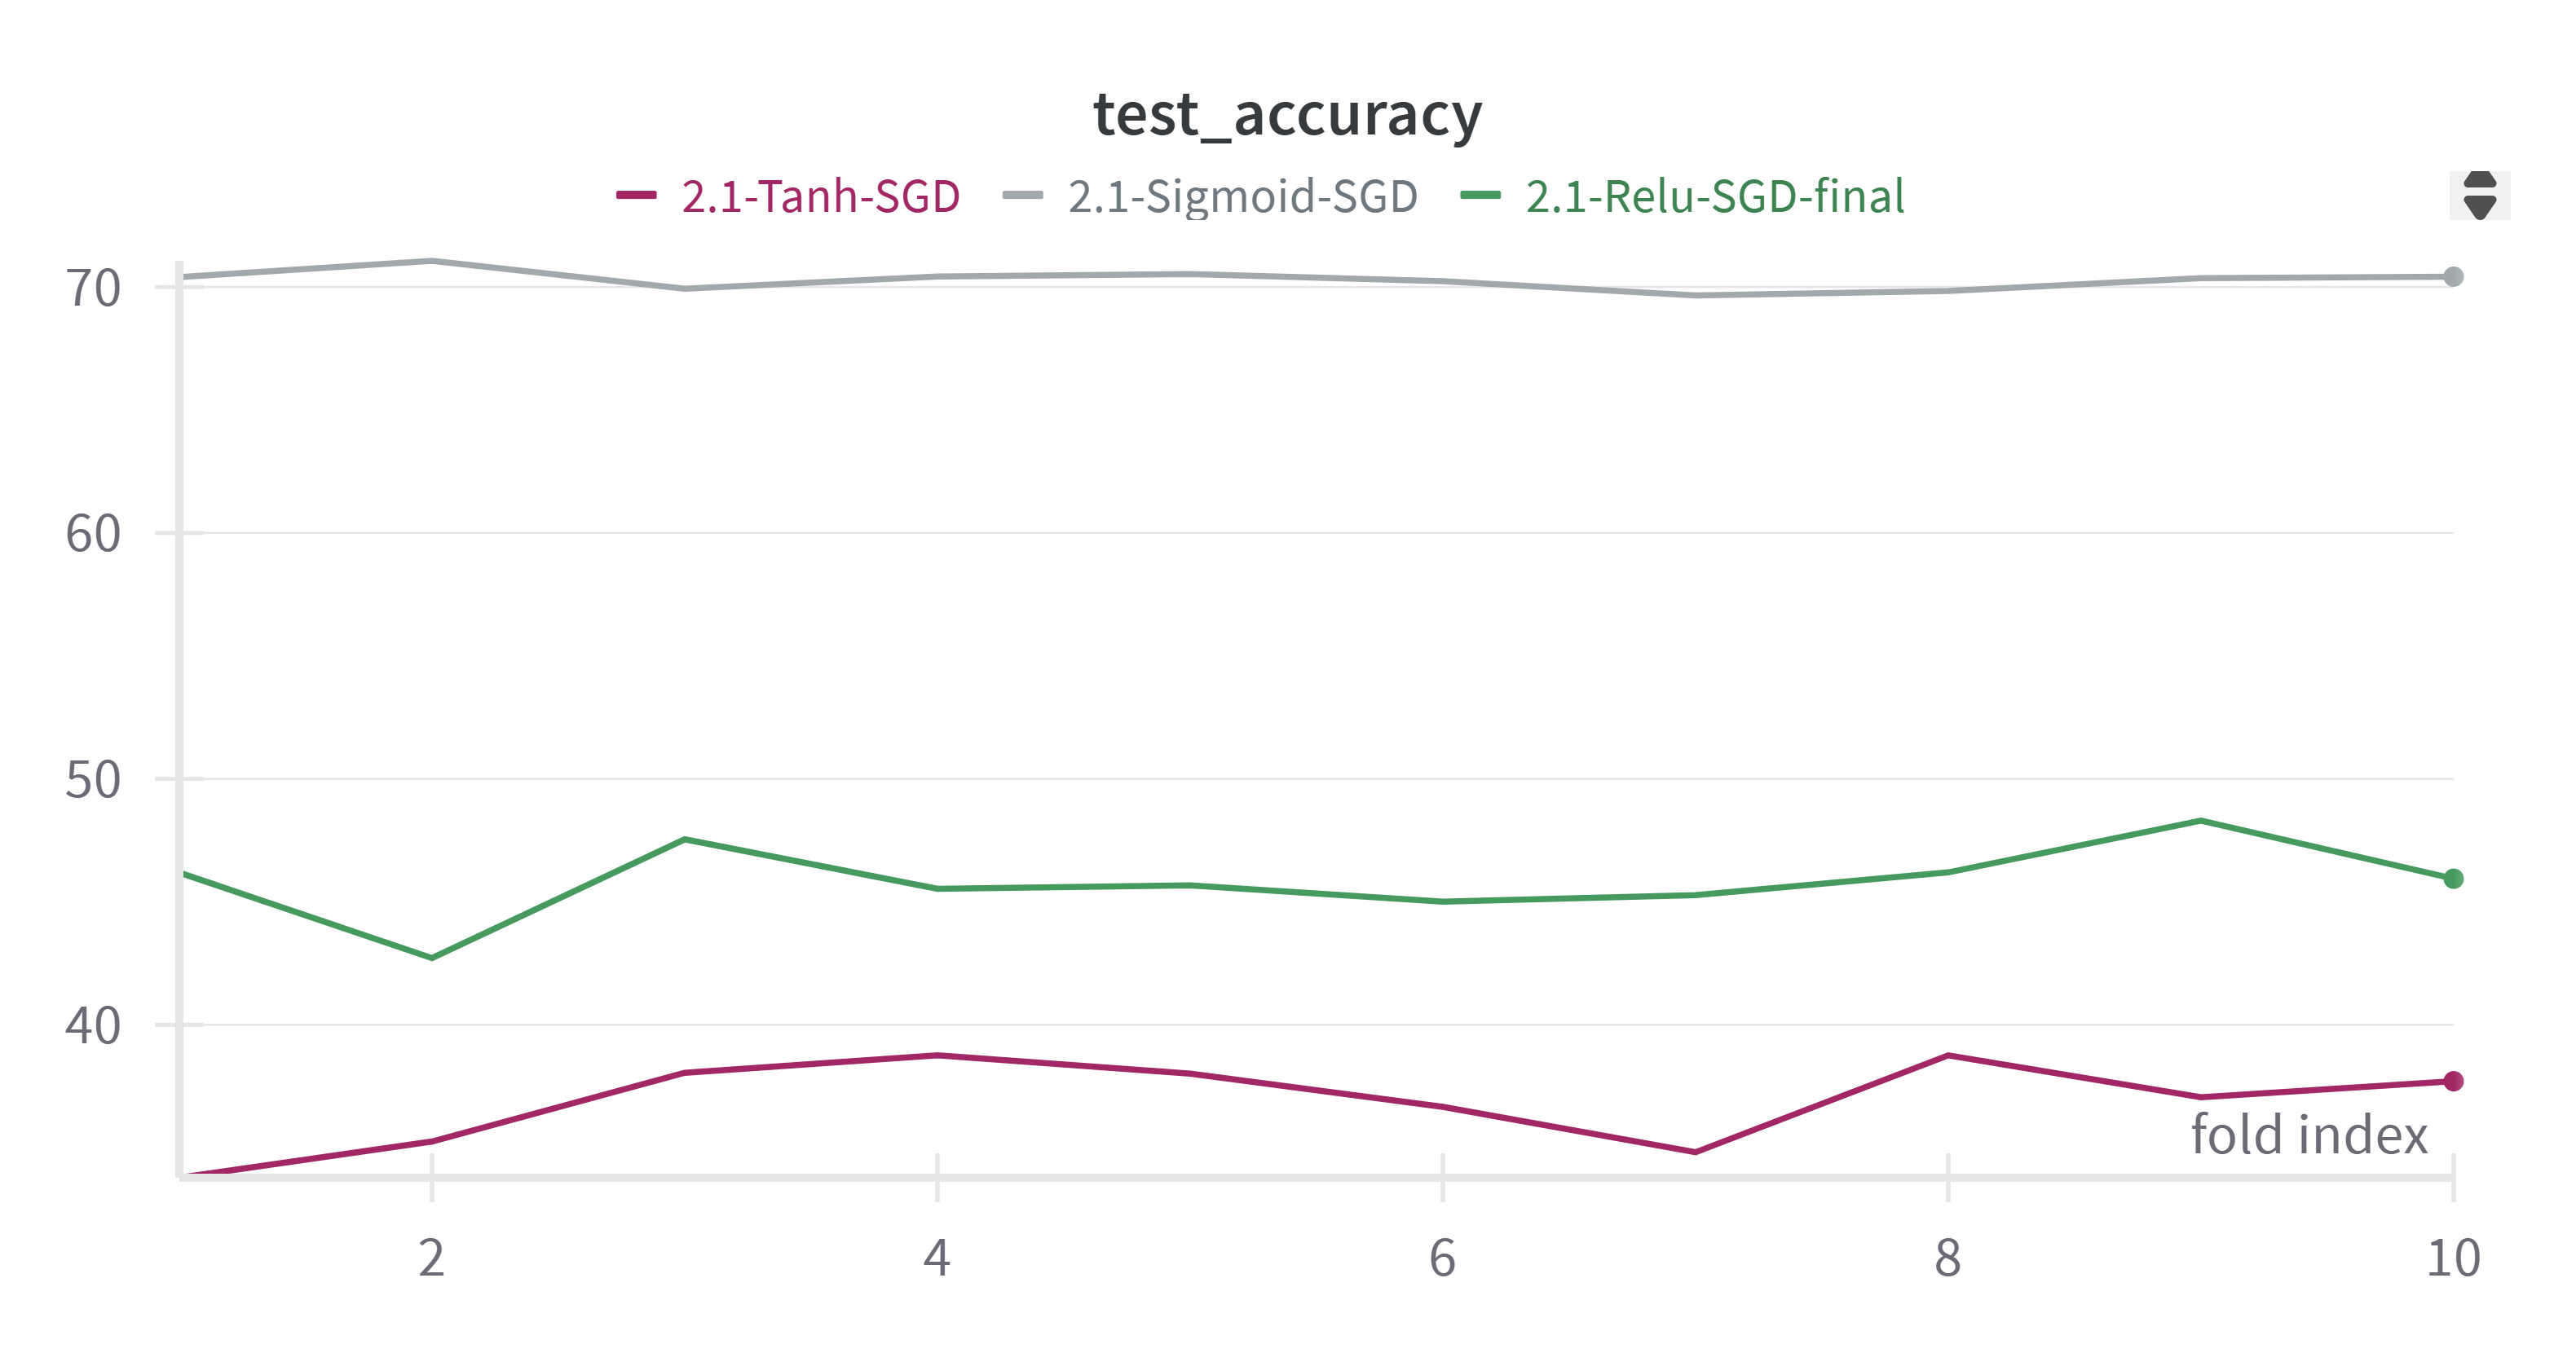 test_accuracy
2.1-Tanh-SGD 2.1-Sigmoid-SGD 2.1-Relu-SGD-final
70
60
50
40
fold index
2 4 6 8 10